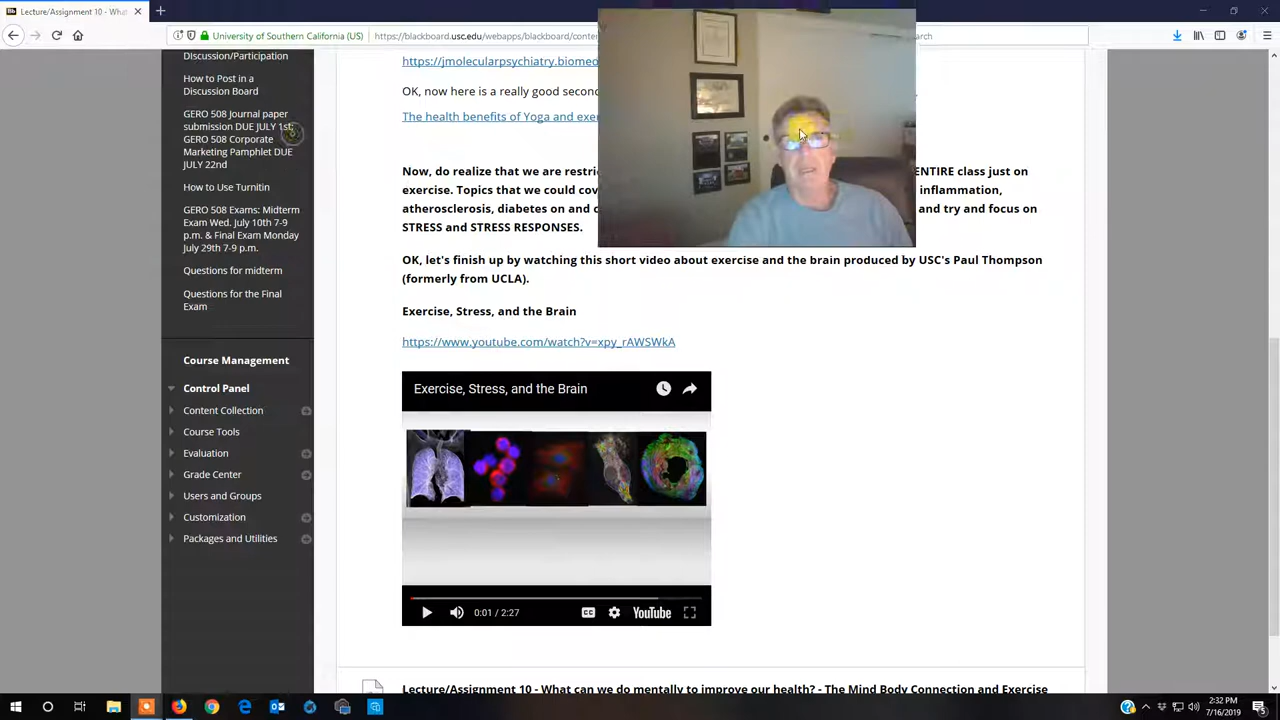 Lecture/Assignment 10 - What
University of Southern California (US)
https://blackboard.usc.edu/webapps/blackboard/conte
arch
Discussion/Participation
How to Post in a
Discussion Board
GERO 508 Journal paper
submission DUE JULY 1st;
GERO 508 Corporate
Marketing Pamphlet DUE
JULY 22nd
How to Use Turnitin
GERO 508 Exams: Midterm
Exam Wed. July 10th 7-9
p.m. & Final Exam Monday
July 29th 7-9 p.m.
Questions for midterm
Questions for the Final
Exam
Course Management
Control Panel
Content Collection
Course Tools
Evaluation
Grade Center
Users and Groups
Customization
Packages and Utilities
https://jmolecularpsychiatry.biomeo
OK, now here is a really good secon
The health benefits of Yoga and exer
Now, do realize that we are restri ENTIRE class just on
exercise. Topics that we could cov inflammation,
atherosclerosis, diabetes on and and try and focus on
STRESS and STRESS RESPONSES.
OK, let's finish up by watching this short video about exercise and the brain produced by USC's Paul Thompson
(formerly from UCLA).
Exercise, Stress, and the Brain
https://www.youtube.com/watch?v=xpy_rAWSWkA
Exercise, Stress, and the Brain
0:01 / 2:27
CC
YouTube
Lecture/Assignment 10 - What can we do mentally to improve our health? - The Mind Body Connection and Exercise
2:32 PM
7/16/2019
5